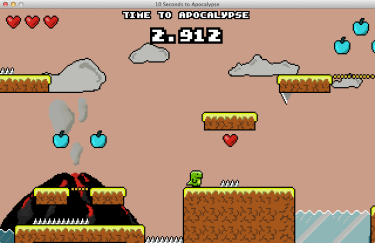 10 Seconds to Apocalypse
TIME TO APOCALYPSE
2.912